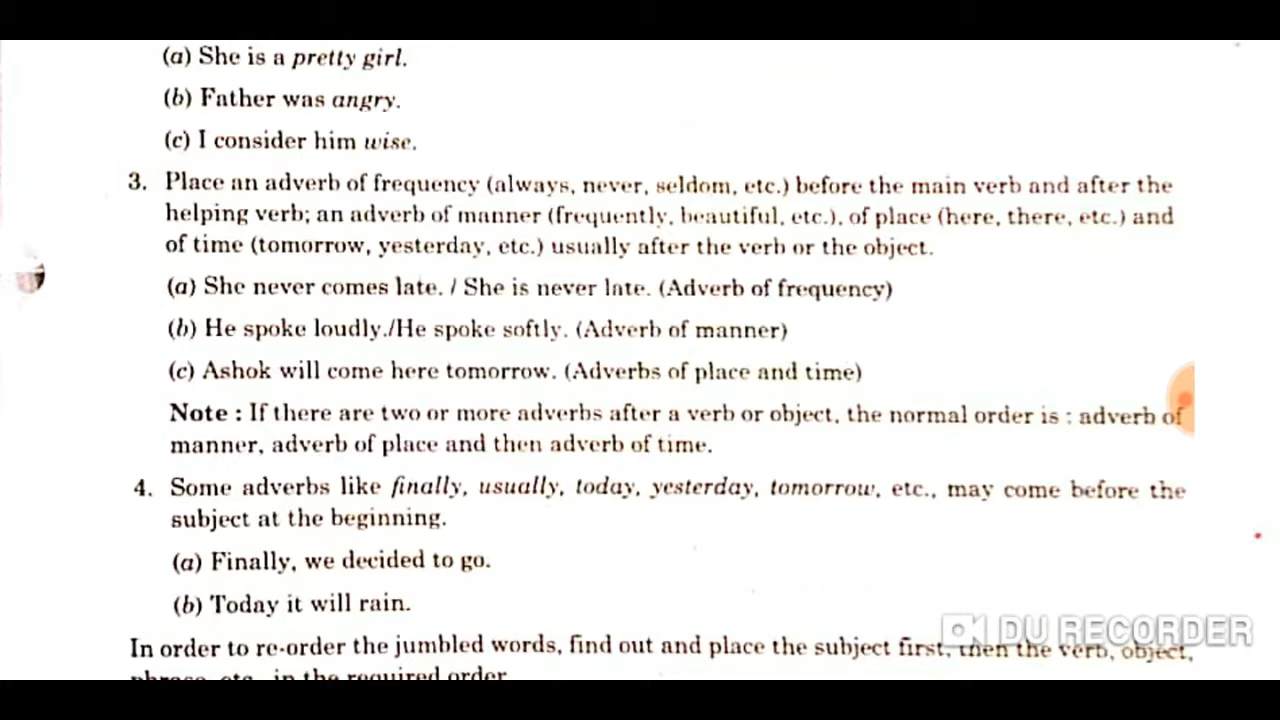 (a) She is a pretty girl.
(b) Father was angry.
(c) I consider him wise.
3. Place an adverb of frequency (always, never, seldom, etc.) before the main verb and after the
helping verb; an adverb of manner (frequently, beautiful, etc.), of place (here, there, etc.) and
of time (tomorrow, yesterday, etc.) usually after the verb or the object.
(a) She never comes late. / She is never late. (Adverb of frequency)
(b) He spoke loudly./He spoke softly. (Adverb of manner)
(c) Ashok will come here tomorrow. (Adverbs of place and time)
Note : If there are two or more adverbs after a verb or object, the normal order is : adverb of
manner, adverb of place and then adverb of time.
4. Some adverbs like finally, usually, today, yesterday, tomorrow, etc., may come before the
subject at the beginning.
(a) Finally, we decided to go.
(b) Today it will rain.
DU RECORDER
In order to re-order the jumbled words, find out and place the subject first, then the verb, object,
phrase, etc., in the required order.